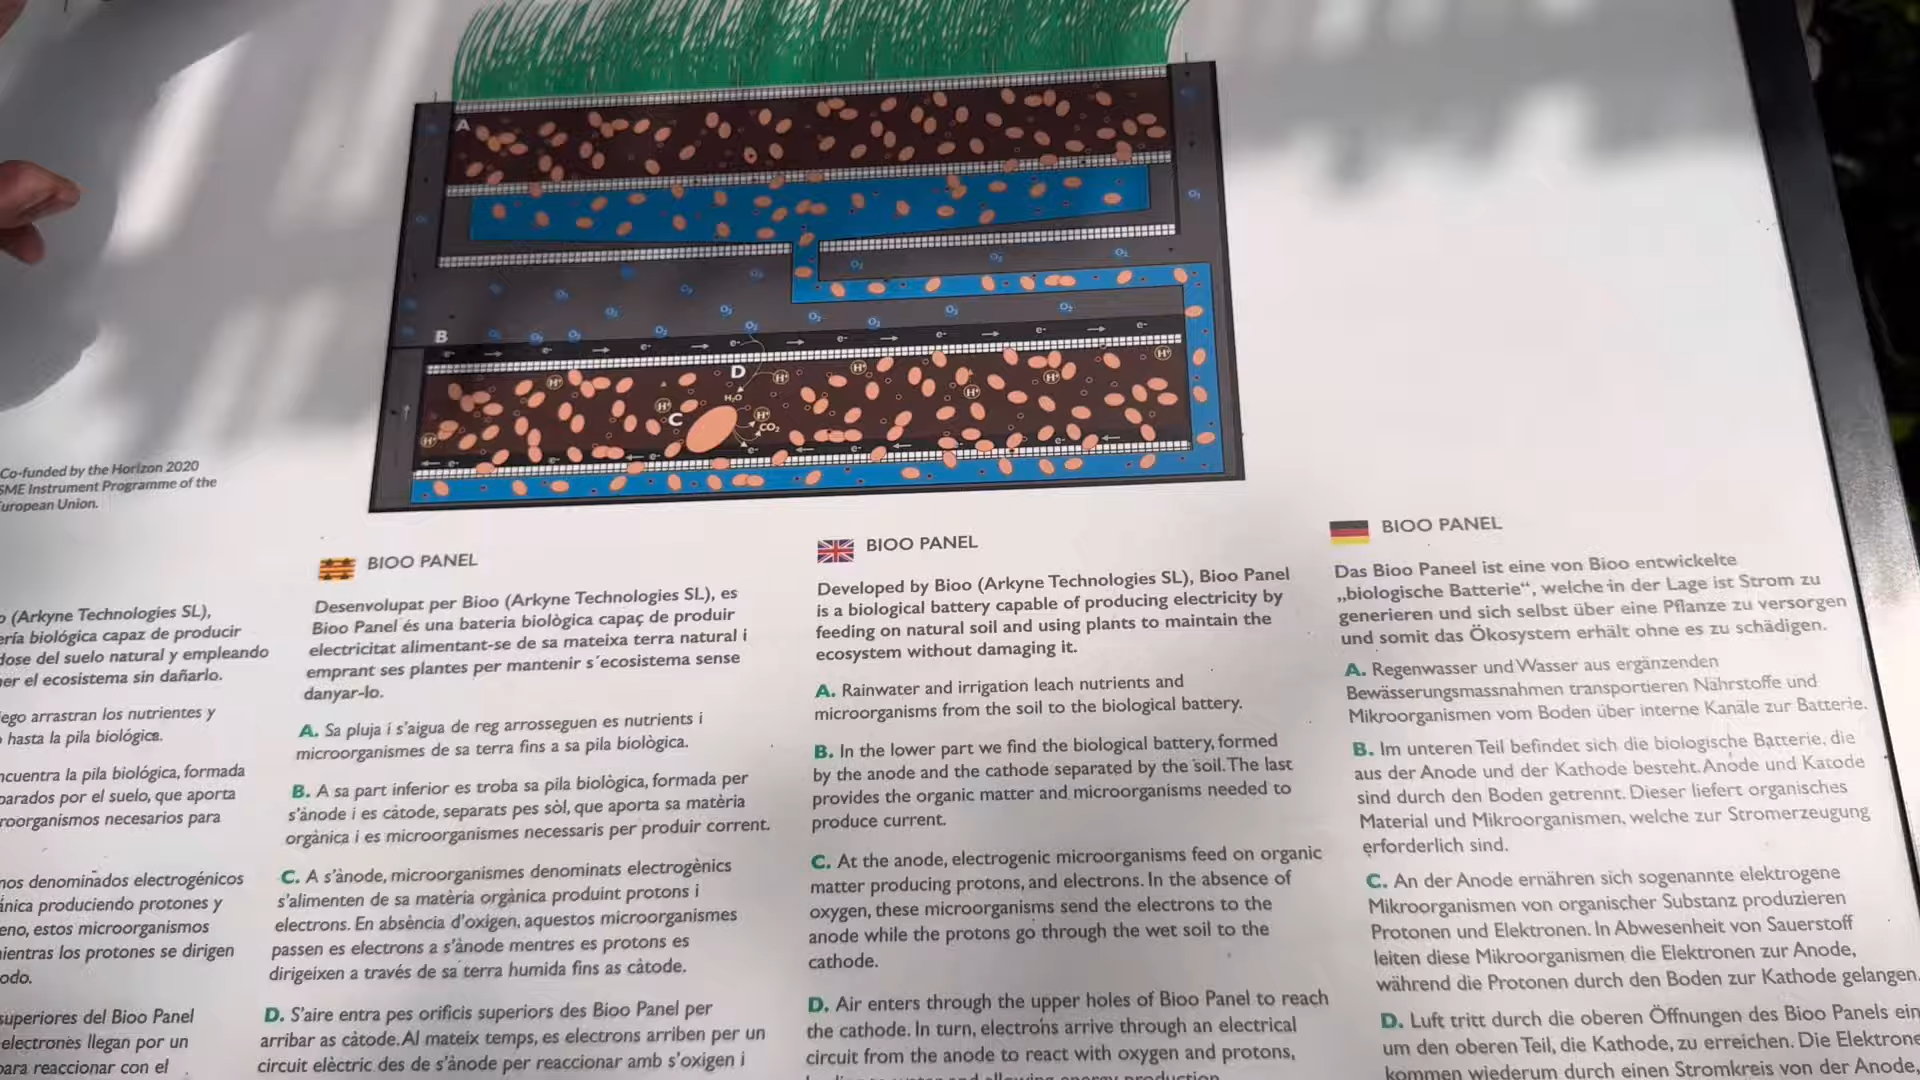 A
B
C
D
H₂O
CO₂
Co-funded by the Horizon 2020
SME Instrument Programme of the
European Union.
(Arkyne Technologies SL),
ería biológica capaz de producir
dose del suelo natural y empleando
er el ecosistema sin dañarlo.
iego arrastran los nutrientes y
hasta la pila biológica.
ncuentra la pila biológica, formada
parados por el suelo, que aporta
roorganismos necesarios para
nos denominados electrogénicos
ánica produciendo protones y
eno, estos microorganismos
ientras los protones se dirigen
odo.
superiores del Bioo Panel
electrones llegan por un
para reaccionar con el
BIOO PANEL
Desenvolupat per Bioo (Arkyne Technologies SL), es
Bioo Panel és una bateria biològica capaç de produir
electricitat alimentant-se de sa mateixa terra natural i
emprant ses plantes per mantenir s´ecosistema sense
danyar-lo.
A. Sa pluja i s'aigua de reg arrosseguen es nutrients i
microorganismes de sa terra fins a sa pila biològica.
B. A sa part inferior es troba sa pila biològica, formada per
s'ànode i es càtode, separats pes sòl, que aporta sa matèria
orgànica i es microorganismes necessaris per produir corrent.
C. A s'ànode, microorganismes denominats electrogènics
s'alimenten de sa matèria orgànica produint protons i
electrons. En absència d'oxigen, aquestos microorganismes
passen es electrons a s'ànode mentres es protons es
dirigeixen a través de sa terra humida fins as càtode.
D. S'aire entra pes orificis superiors des Bioo Panel per
arribar as càtode. Al mateix temps, es electrons arriben per un
circuit elèctric des de s'ànode per reaccionar amb s'oxigen i
BIOO PANEL
Developed by Bioo (Arkyne Technologies SL), Bioo Panel
is a biological battery capable of producing electricity by
feeding on natural soil and using plants to maintain the
ecosystem without damaging it.
A. Rainwater and irrigation leach nutrients and
microorganisms from the soil to the biological battery.
B. In the lower part we find the biological battery, formed
by the anode and the cathode separated by the soil. The last
provides the organic matter and microorganisms needed to
produce current.
C. At the anode, electrogenic microorganisms feed on organic
matter producing protons, and electrons. In the absence of
oxygen, these microorganisms send the electrons to the
anode while the protons go through the wet soil to the
cathode.
D. Air enters through the upper holes of Bioo Panel to reach
the cathode. In turn, electrons arrive through an electrical
circuit from the anode to react with oxygen and protons,
BIOO PANEL
Das Bioo Paneel ist eine von Bioo entwickelte
„biologische Batterie“, welche in der Lage ist Strom zu
generieren und sich selbst über eine Pflanze zu versorgen
und somit das Ökosystem erhält ohne es zu schädigen.
A. Regenwasser und Wasser aus ergänzenden
Bewässerungsmassnahmen transportieren Nährstoffe und
Mikroorganismen vom Boden über interne Kanäle zur Batterie.
B. Im unteren Teil befindet sich die biologische Batterie, die
aus der Anode und der Kathode besteht. Anode und Katode
sind durch den Boden getrennt. Dieser liefert organisches
Material und Mikroorganismen, welche zur Stromerzeugung
erforderlich sind.
C. An der Anode ernähren sich sogenannte elektrogene
Mikroorganismen von organischer Substanz produzieren
Protonen und Elektronen. In Abwesenheit von Sauerstoff
leiten diese Mikroorganismen die Elektronen zur Anode,
während die Protonen durch den Boden zur Kathode gelangen.
D. Luft tritt durch die oberen Öffnungen des Bioo Panels ein
um den oberen Teil, die Kathode, zu erreichen. Die Elektrone
kommen wiederum durch einen Stromkreis von der Anode,